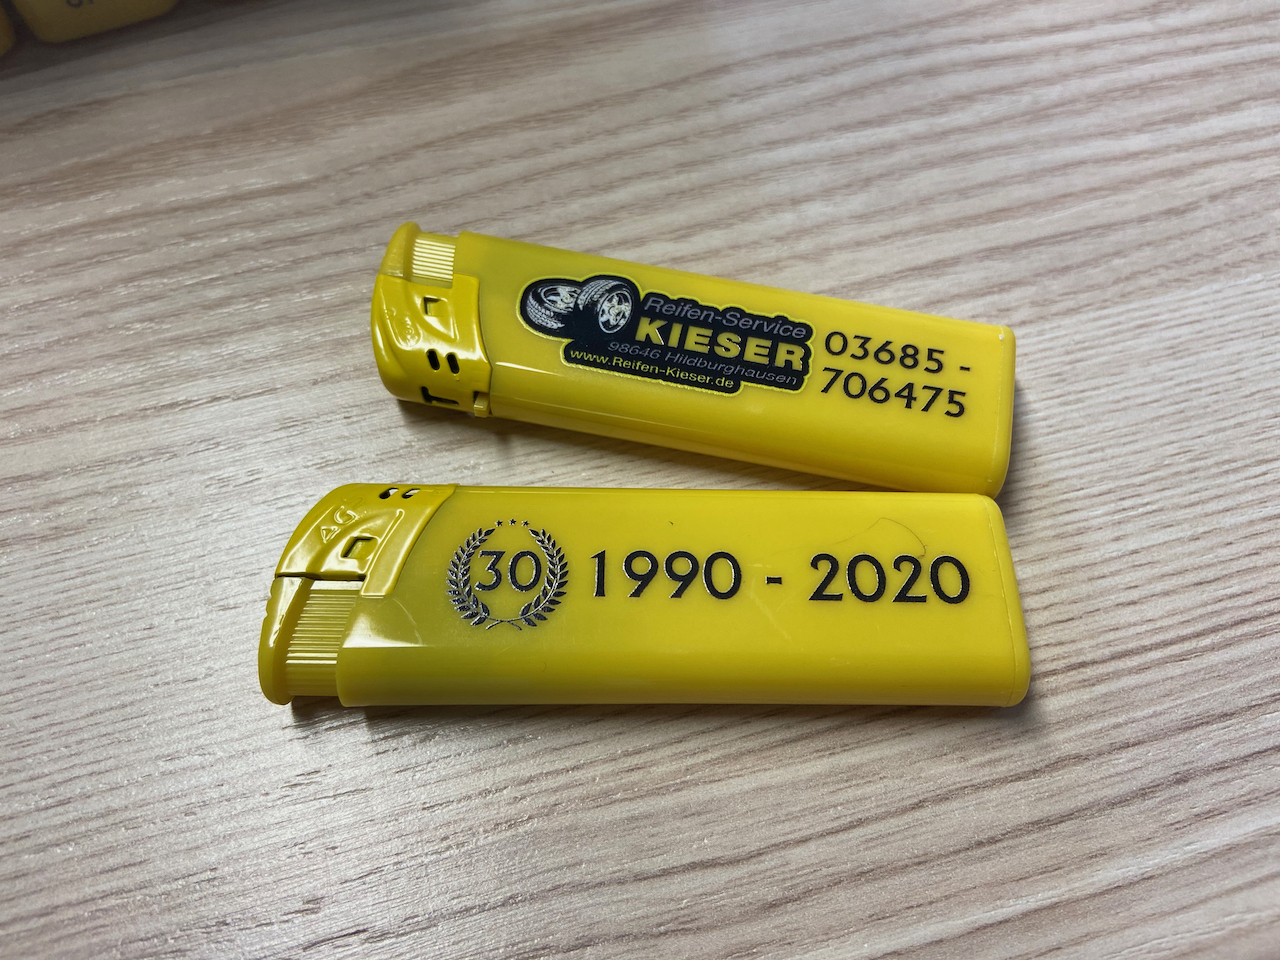 Reifen-Service
KIESER
98646 Hildburghausen
www.Reifen-Kieser.de
03685 -
706475
30
1990 - 2020